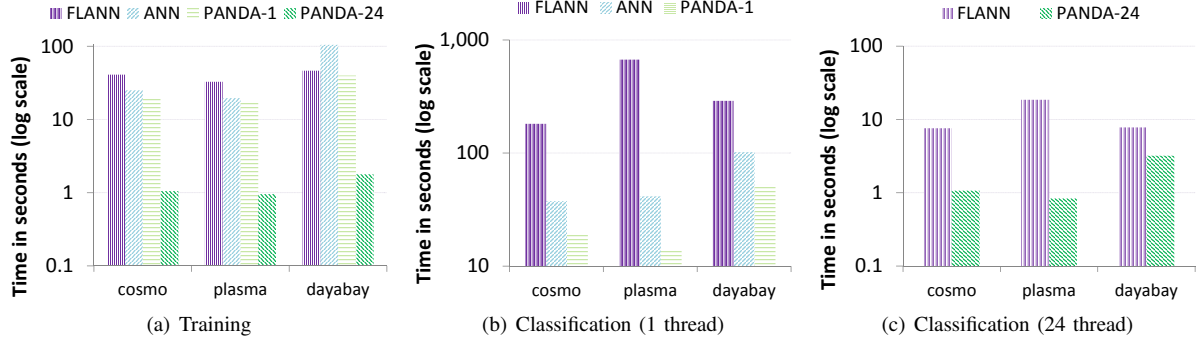 FLANN ANN PANDA-1 PANDA-24
Time in seconds (log scale)
100
10
1
0.1
cosmo plasma dayabay
(a) Training
FLANN ANN PANDA-1
Time in seconds (log scale)
1,000
100
10
cosmo plasma dayabay
(b) Classification (1 thread)
FLANN PANDA-24
Time in seconds (log scale)
100
10
1
0.1
cosmo plasma dayabay
(c) Classification (24 thread)